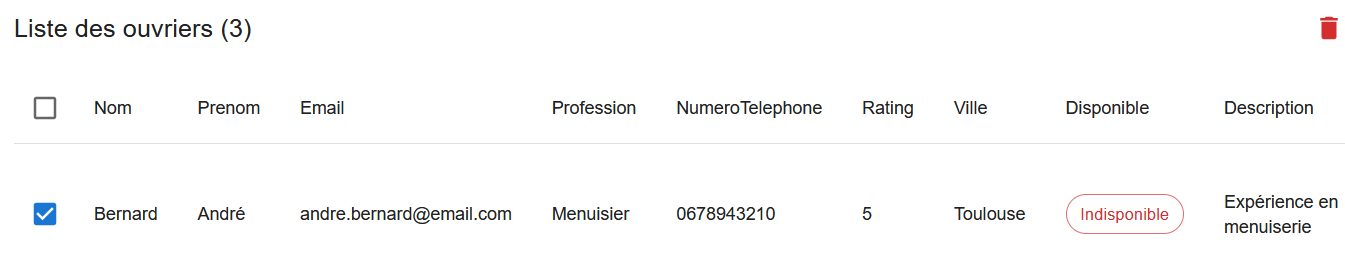 Liste des ouvriers (3)
Nom Prenom Email Profession NumeroTelephone Rating Ville Disponible Description
Bernard André andre.bernard@email.com Menuisier 0678943210 5 Toulouse Indisponible Expérience en
menuiserie